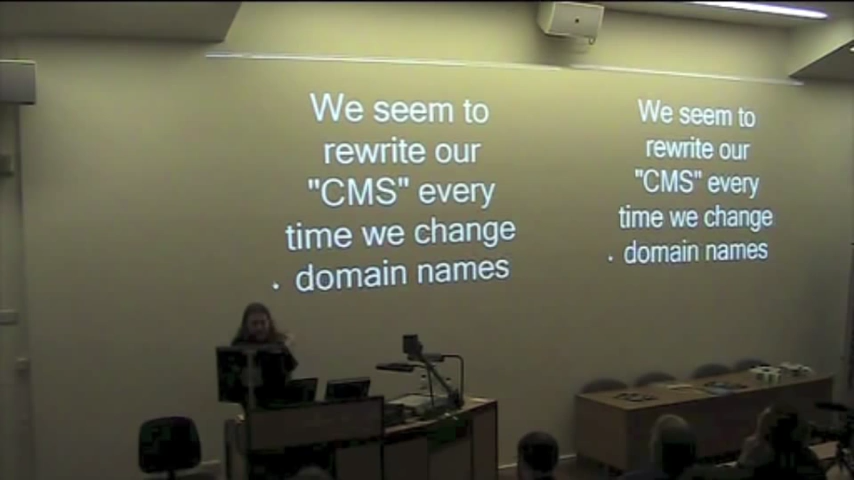 We seem to
rewrite our
"CMS" every
time we change
domain names
We seem to
rewrite our
"CMS" every
time we change
domain names